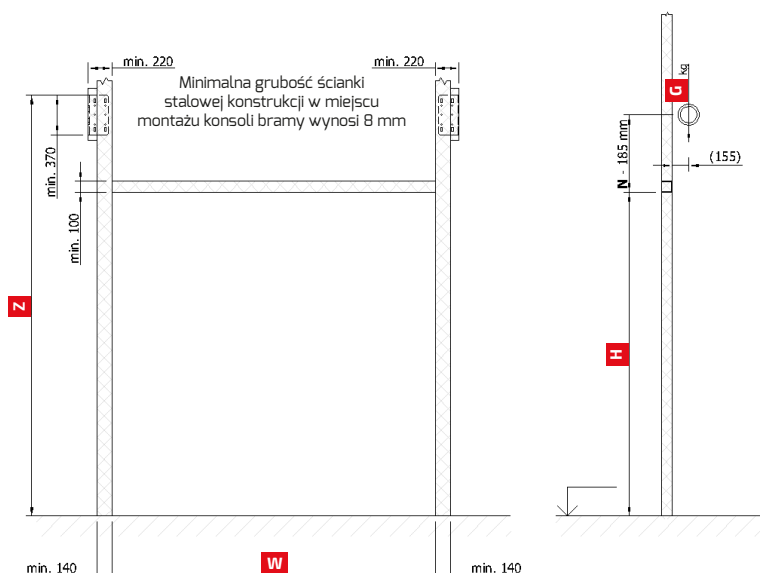 min. 220
min. 220
Minimalna grubość ścianki
stalowej konstrukcji w miejscu
montażu konsoli bramy wynosi 8 mm
min. 370
min. 100
Z
W
min. 140
min. 140
G
kg
N - 185 mm
(155)
H